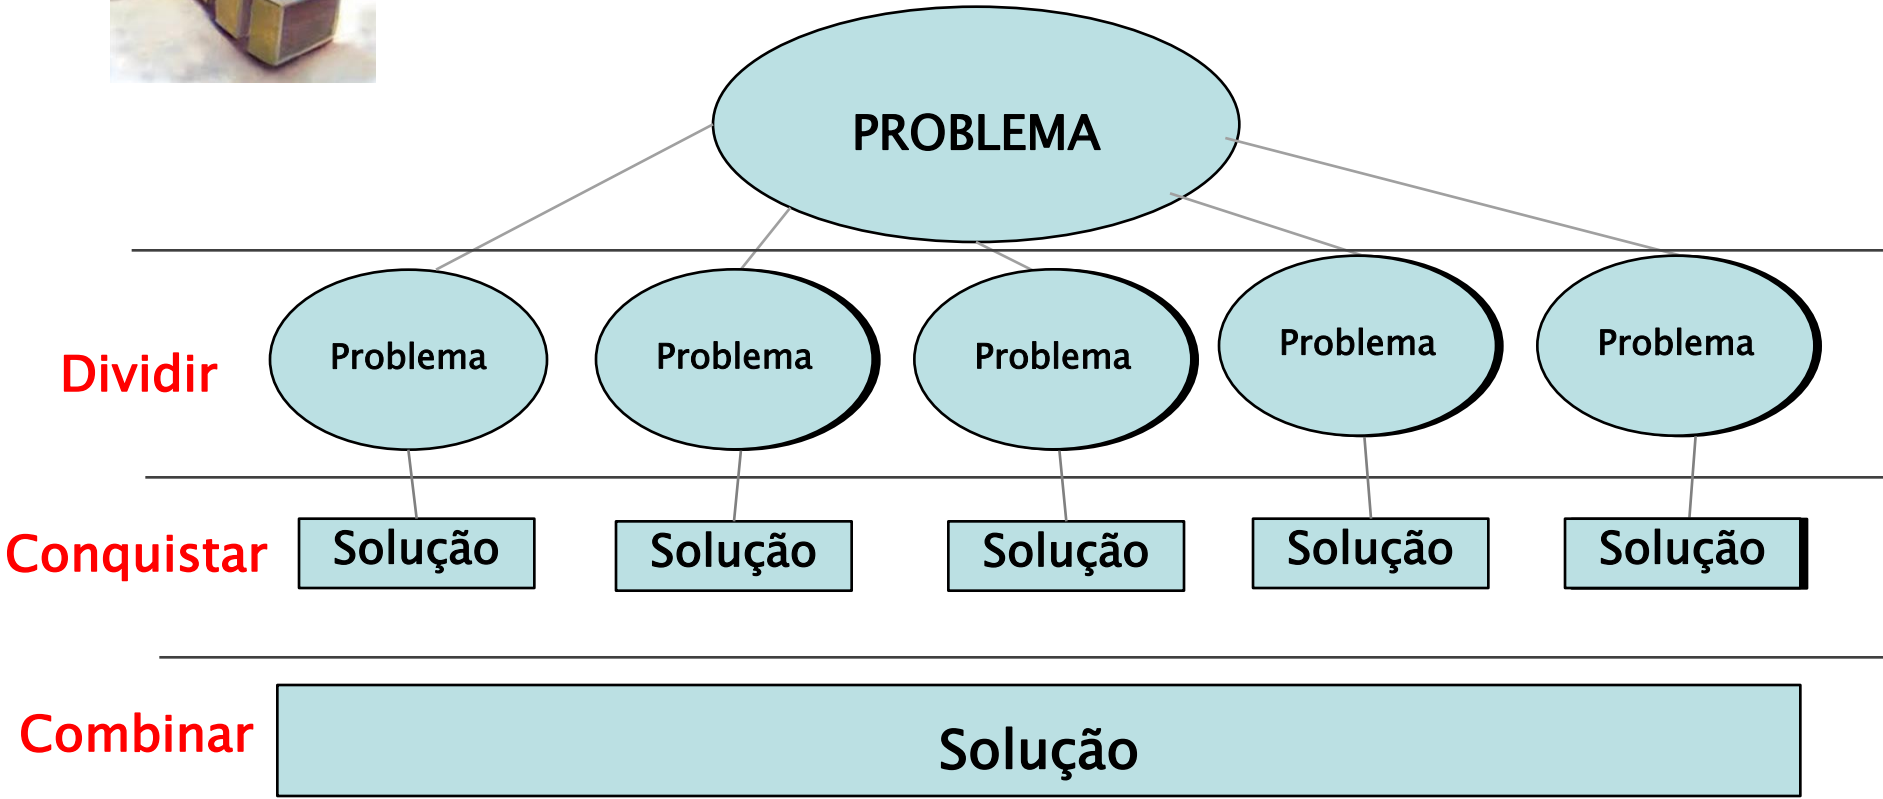 PROBLEMA
Dividir
Problema
Problema
Problema
Problema
Problema
Conquistar
Solução
Solução
Solução
Solução
Solução
Combinar
Solução